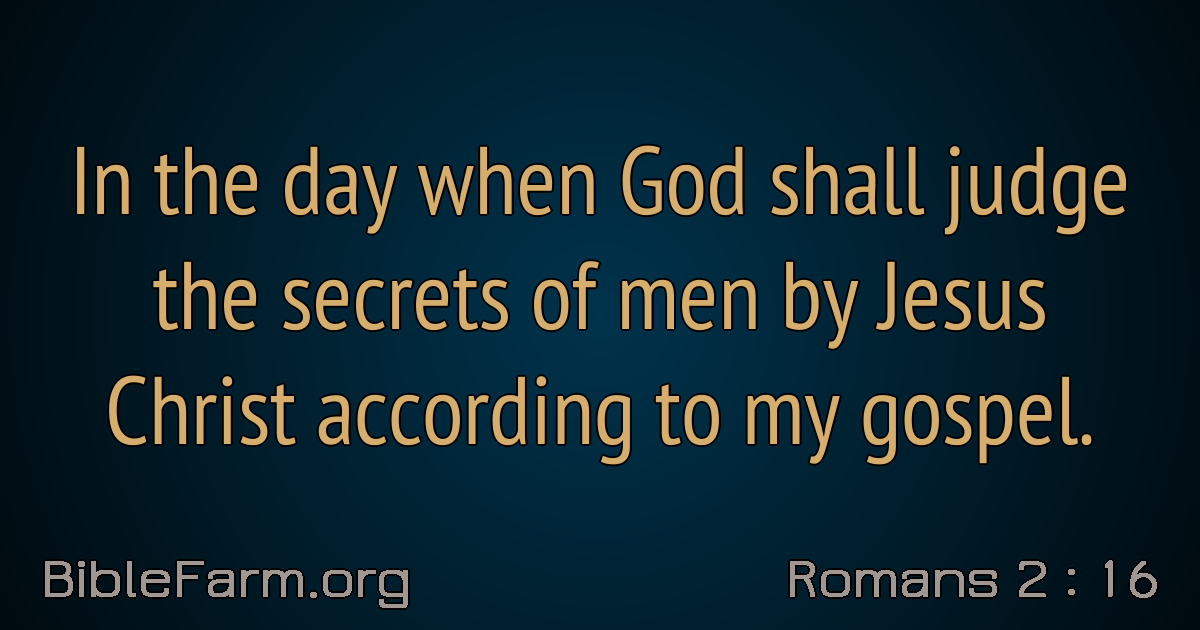 In the day when God shall judge
the secrets of men by Jesus
Christ according to my gospel.
BibleFarm.org
Romans 2 : 16